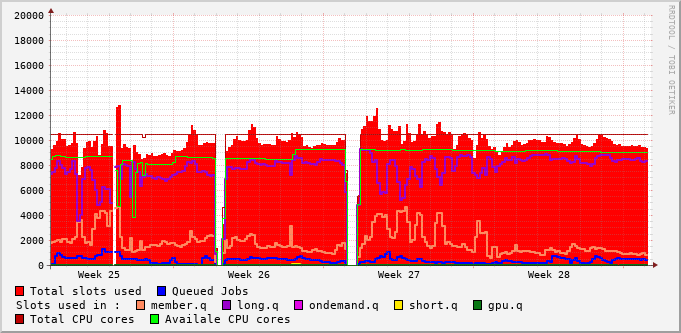 20000
18000
16000
14000
12000
10000
8000
6000
4000
2000
0
Week 25 Week 26 Week 27 Week 28
RRDTOOL / TOBI OETIKER
Total slots used Queued Jobs
Slots used in : member.q long.q ondemand.q short.q gpu.q
Total CPU cores Availale CPU cores